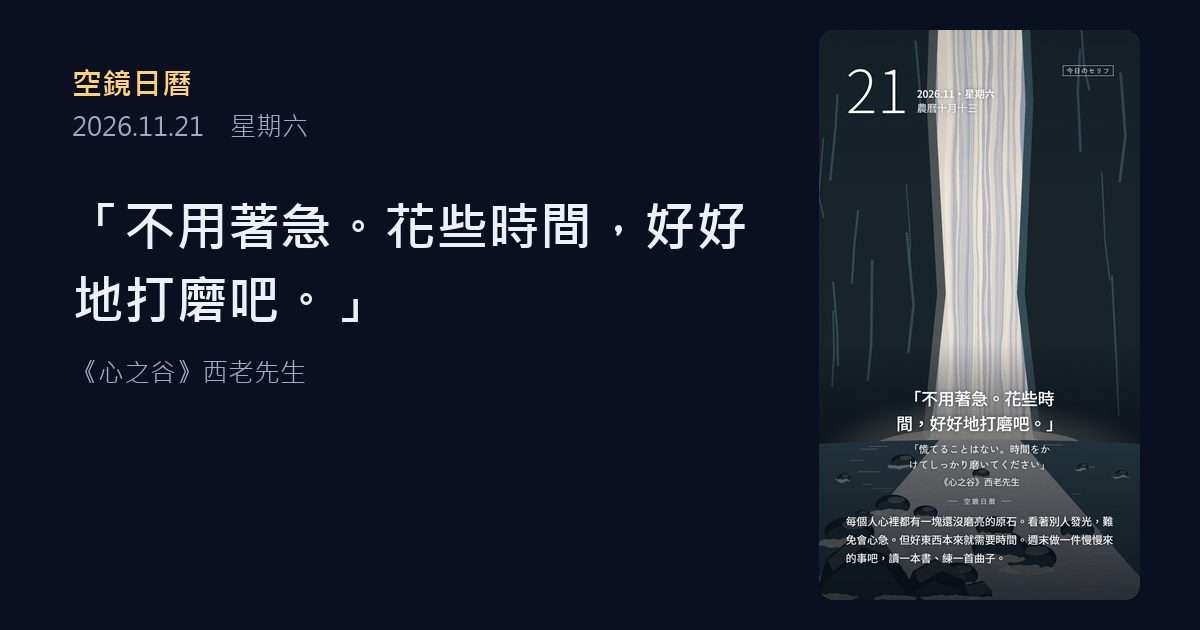 空鏡日曆
2026.11.21 星期六
「不用著急。花些時間，好好
地打磨吧。」
《心之谷》西老先生
21
2026.11・星期六
農曆十月十三
今日のセリフ
「不用著急。花些時
間，好好地打磨吧。」
「慌てることはない。時間をか
けてしっかり磨いてください」
《心之谷》西老先生
— 空鏡日曆 —
每個人心裡都有一塊還沒磨亮的原石。看著別人發光，難
免會心急。但好東西本來就需要時間。週末做一件慢慢來
的事吧，讀一本書、練一首曲子。